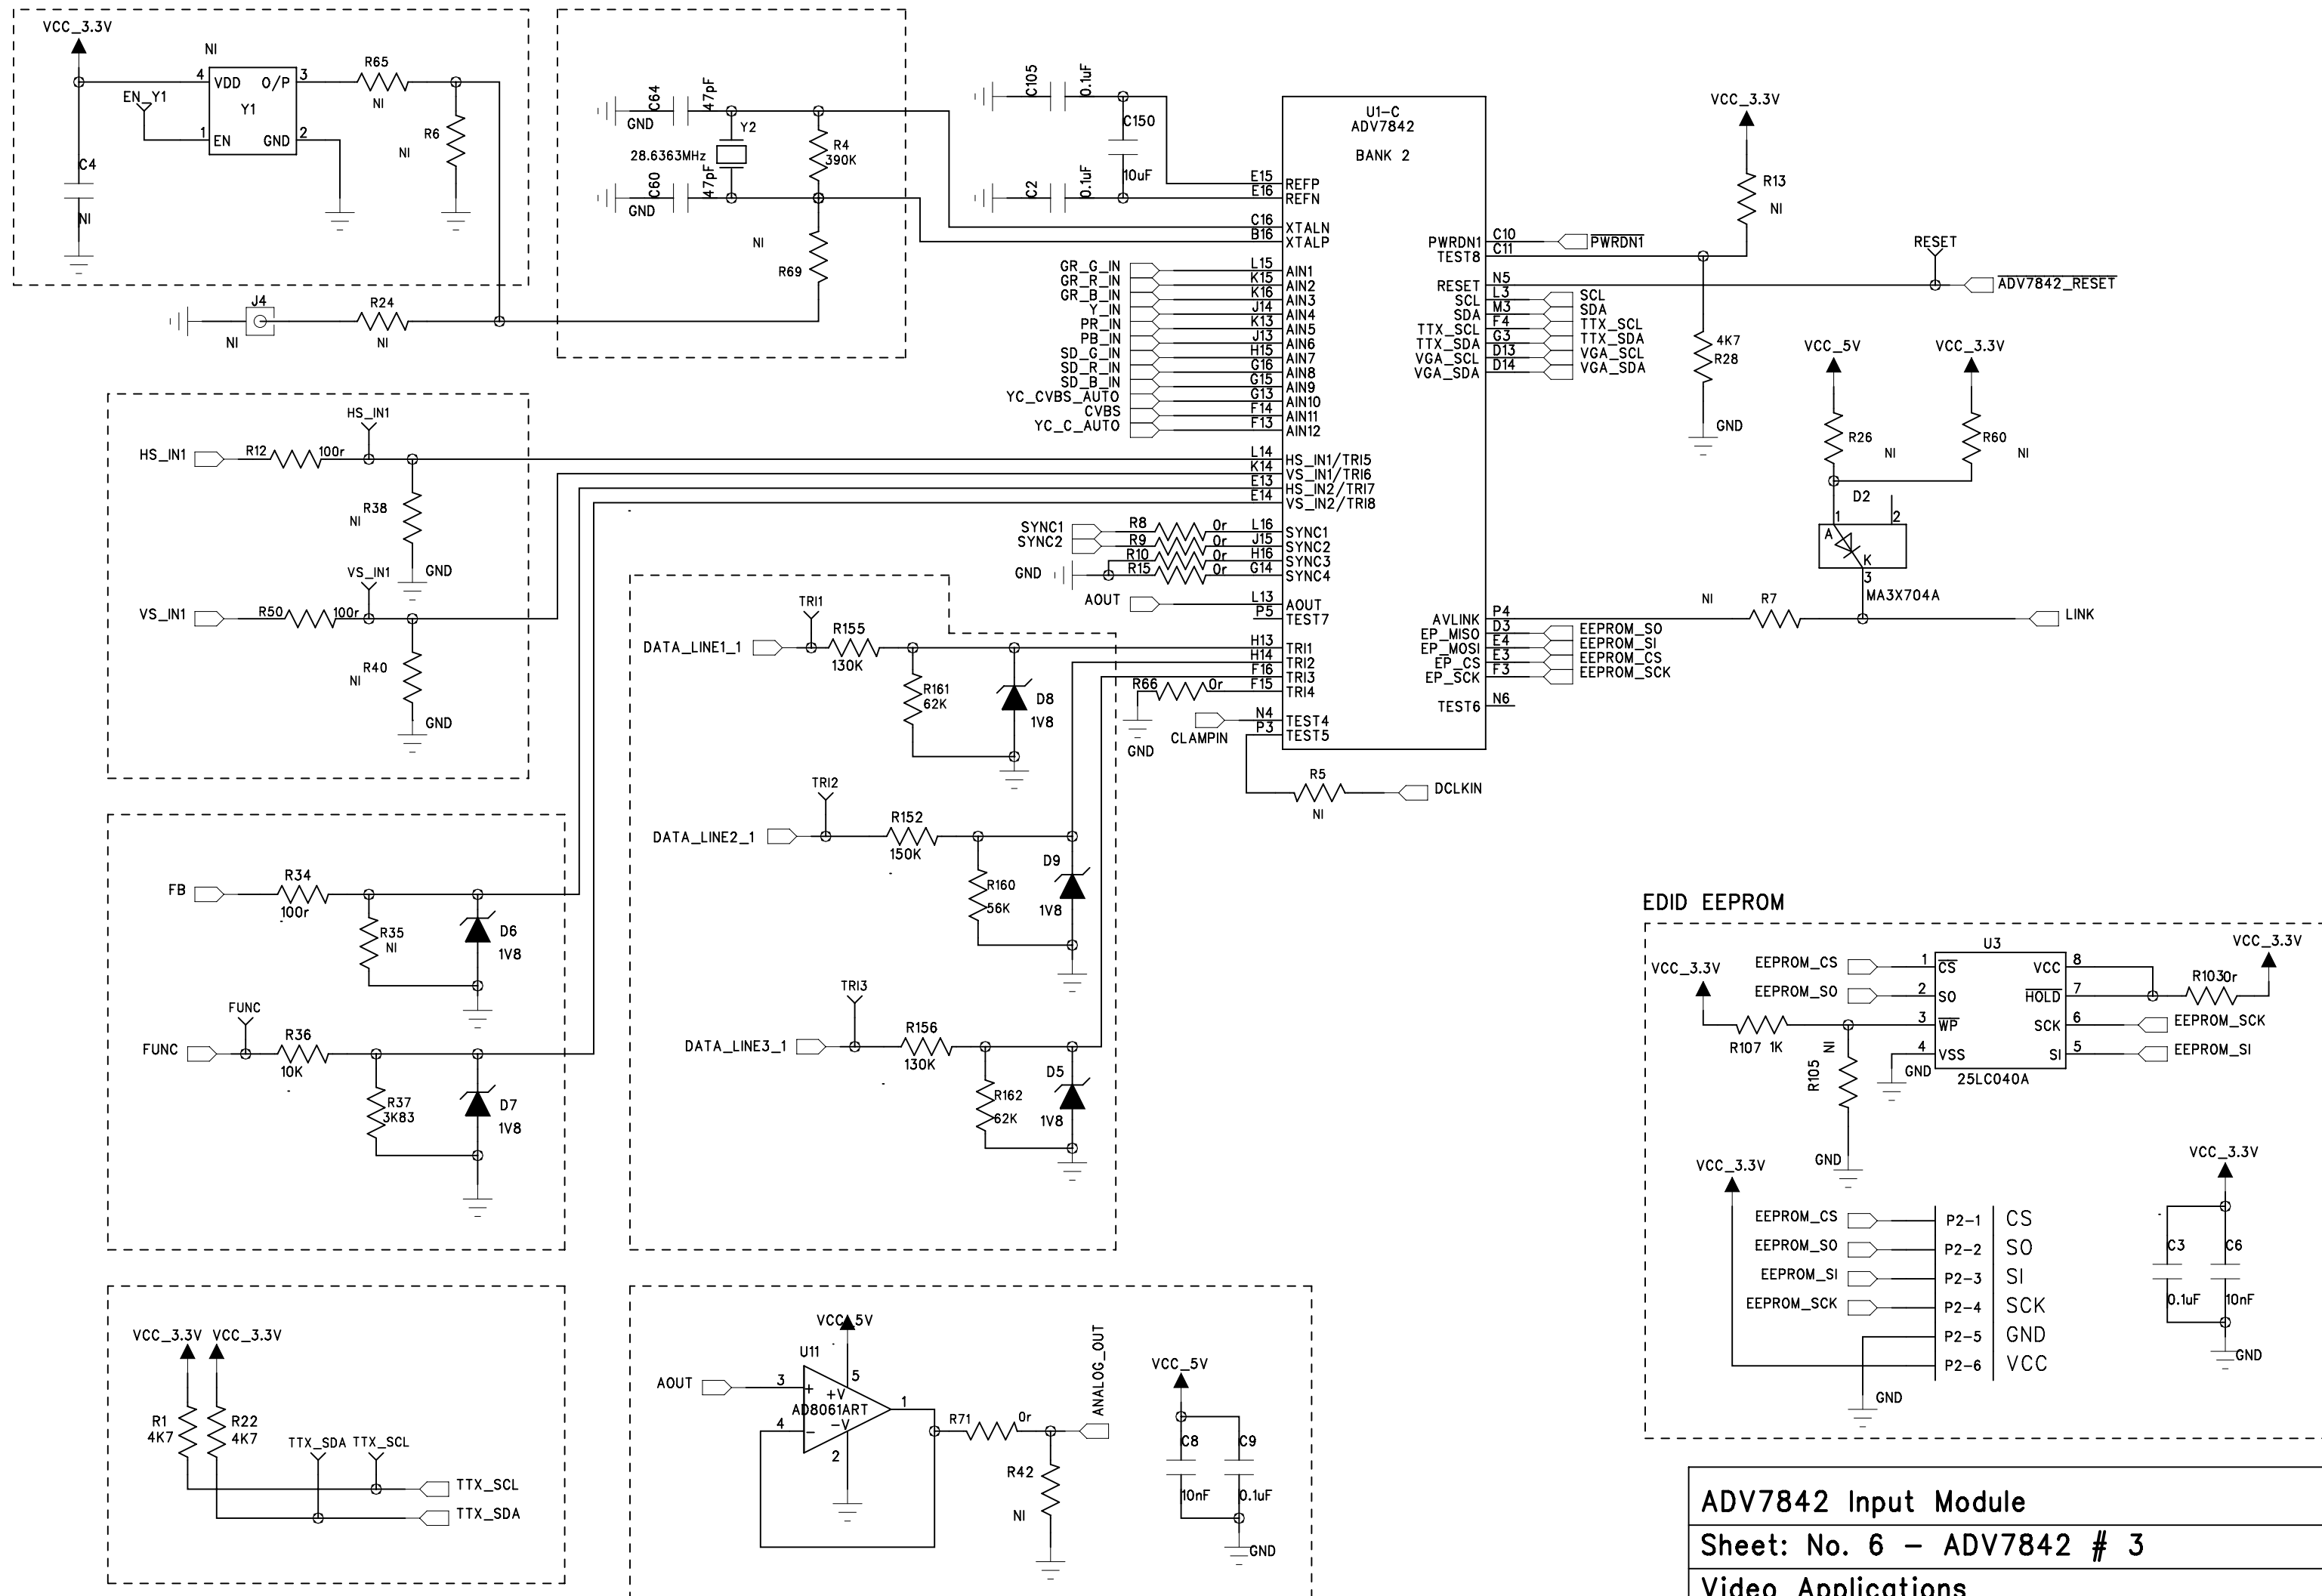 VCC_3.3V
NI
4 VDD O/P 3
Y1
1 EN GND 2
EN_Y1
R65
NI
R6
NI
C4
NI
J4
NI
R24
NI
C64
47pF
GND
Y2
28.6363MHz
R4
390K
C60
47pF
GND
NI
R69
C105
0.1uF
C150
10uF
C2
0.1uF
U1-C
ADV7842
BANK 2
E15 REFP
E16 REFN
C16 XTALN
B16 XTALP
GR_G_IN L15 AIN1
GR_R_IN K15 AIN2
GR_B_IN K16 AIN3
Y_IN J14 AIN4
PR_IN K13 AIN5
PB_IN J13 AIN6
SD_G_IN H15 AIN7
SD_R_IN G16 AIN8
SD_B_IN G15 AIN9
YC_CVBS_AUTO G13 AIN10
CVBS F14 AIN11
YC_C_AUTO F13 AIN12
L14 HS_IN1/TRI5
K14 VS_IN1/TRI6
E13 HS_IN2/TRI7
E14 VS_IN2/TRI8
SYNC1 R8 0r L16 SYNC1
SYNC2 R9 0r J15 SYNC2
R10 0r H16 SYNC3
GND R15 0r G14 SYNC4
AOUT L13 AOUT
P5 TEST7
H13 TRI1
H14 TRI2
F16 TRI3
R66 0r F15 TRI4
GND
N4 TEST4
P3 TEST5
CLAMPIN
R5
NI
DCLKIN
PWRDN1 C10 PWRDN1
TEST8 C11
RESET N5
SCL L3 SCL
SDA M3 SDA
TTX_SCL F4 TTX_SCL
TTX_SDA G3 TTX_SDA
VGA_SCL D13 VGA_SCL
VGA_SDA D14 VGA_SDA
AVLINK P4
EP_MISO D3 EEPROM_SO
EP_MOSI E4 EEPROM_SI
EP_CS E3 EEPROM_CS
EP_SCK F3 EEPROM_SCK
TEST6 N6
VCC_3.3V
R13
NI
RESET
ADV7842_RESET
4K7
R28
GND
VCC_5V
VCC_3.3V
R26
NI
R60
NI
D2
1
2
A
K
3
MA3X704A
NI
R7
LINK
HS_IN1
HS_IN1
R12
100r
R38
NI
GND
VS_IN1
VS_IN1
R50
100r
R40
NI
GND
FB
R34
100r
R35
NI
D6
1V8
FUNC
FUNC
R36
10K
R37
3K83
D7
1V8
TRI1
DATA_LINE1_1
R155
130K
R161
62K
D8
1V8
TRI2
DATA_LINE2_1
R152
150K
R160
56K
D9
1V8
TRI3
DATA_LINE3_1
R156
130K
R162
62K
D5
1V8
VCC_3.3V VCC_3.3V
R1
4K7
R22
4K7
TTX_SDA TTX_SCL
TTX_SCL
TTX_SDA
VCC_5V
U11
AOUT
3 +
5
+V
AD8061ART
-V
4 -
2
1
R71
0r
ANALOG_OUT
R42
NI
VCC_5V
C8
10nF
C9
0.1uF
GND
EDID EEPROM
VCC_3.3V
EEPROM_CS
EEPROM_SO
R107 1K
R105
NI
GND
U3
1 CS VCC 8
2 SO HOLD 7
3 WP SCK 6
4 VSS SI 5
25LC040A
GND
VCC_3.3V
R103 0r
EEPROM_SCK
EEPROM_SI
VCC_3.3V
EEPROM_CS P2-1 CS
EEPROM_SO P2-2 SO
EEPROM_SI P2-3 SI
EEPROM_SCK P2-4 SCK
P2-5 GND
P2-6 VCC
GND
VCC_3.3V
C3
0.1uF
C6
10nF
GND
ADV7842 Input Module
Sheet: No. 6 - ADV7842 # 3
Video Applications